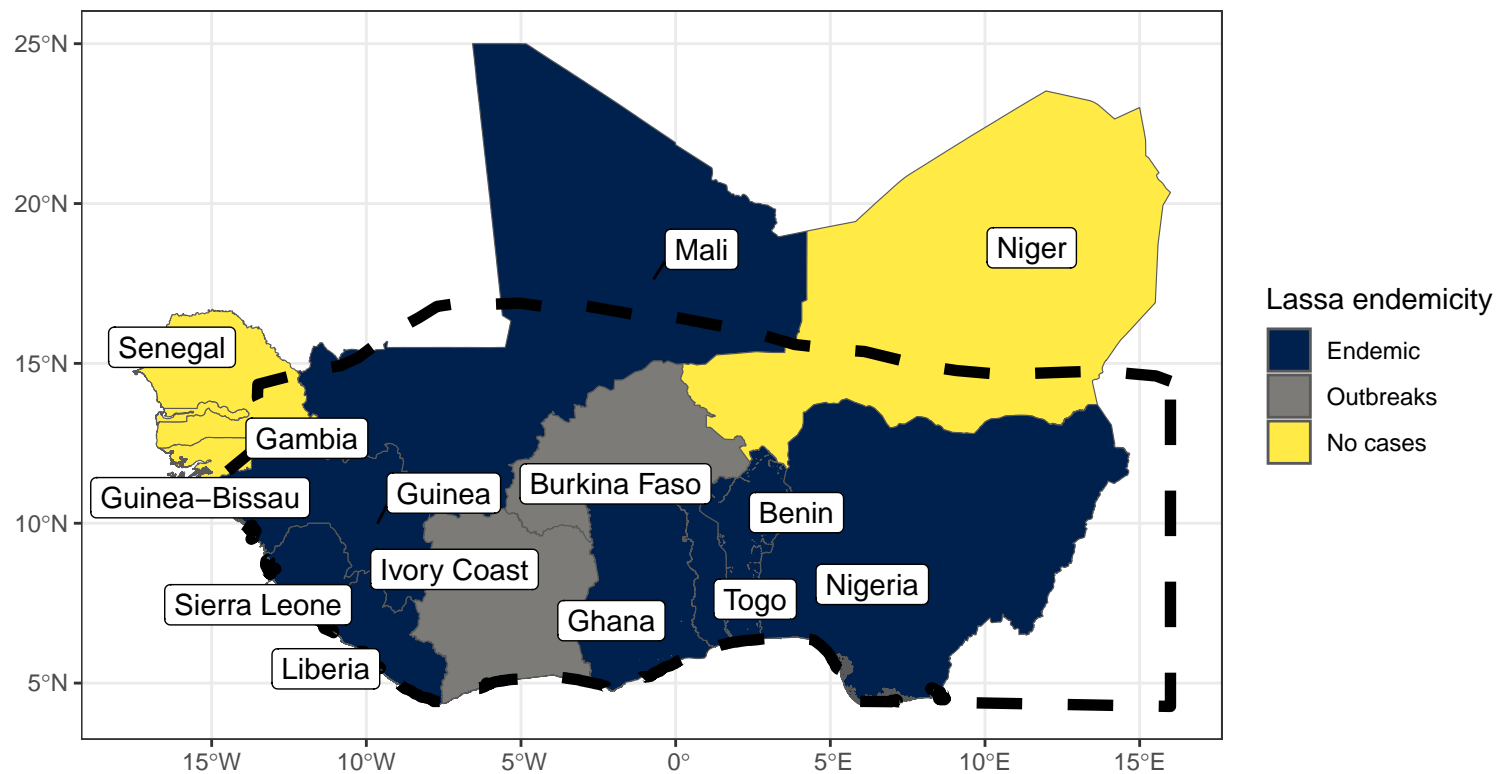 25°N
20°N
15°N
10°N
5°N
Mali
Niger
Senegal
Gambia
Guinea−Bissau
Guinea
Burkina Faso
Benin
Ivory Coast
Nigeria
Sierra Leone
Togo
Ghana
Liberia
15°W
10°W
5°W
0°
5°E
10°E
15°E
Lassa endemicity
Endemic
Outbreaks
No cases